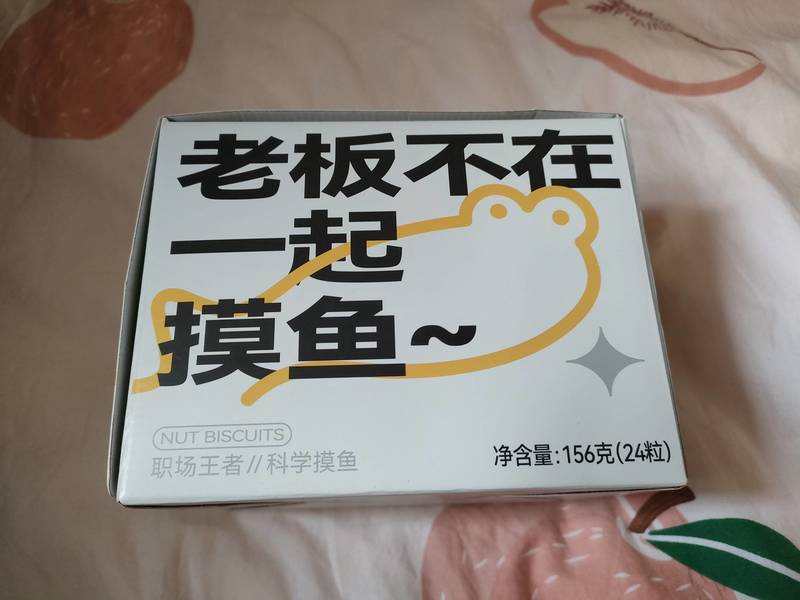 老板不在
一起
摸鱼~
NUT BISCUITS
职场王者//科学摸鱼
净含量:156克(24粒)